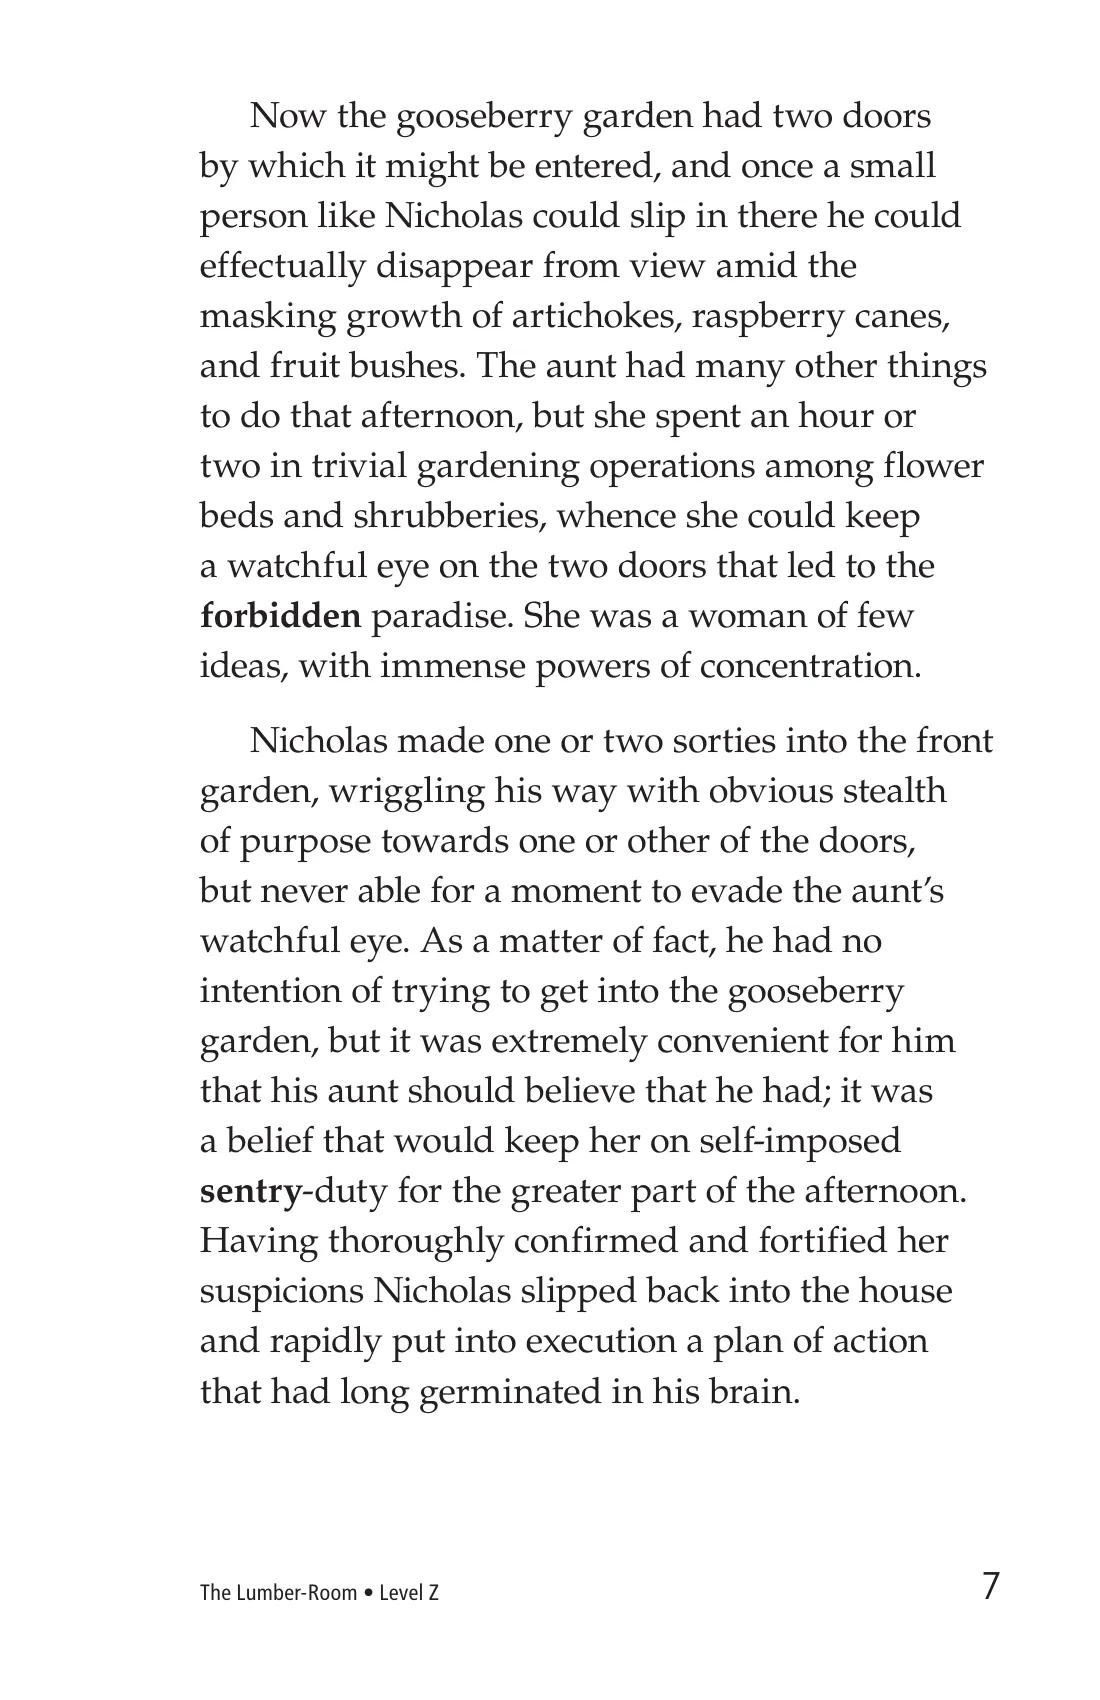 Now the gooseberry garden had two doors
by which it might be entered, and once a small
person like Nicholas could slip in there he could
effectually disappear from view amid the
masking growth of artichokes, raspberry canes,
and fruit bushes. The aunt had many other things
to do that afternoon, but she spent an hour or
two in trivial gardening operations among flower
beds and shrubberies, whence she could keep
a watchful eye on the two doors that led to the
forbidden paradise. She was a woman of few
ideas, with immense powers of concentration.
Nicholas made one or two sorties into the front
garden, wriggling his way with obvious stealth
of purpose towards one or other of the doors,
but never able for a moment to evade the aunt’s
watchful eye. As a matter of fact, he had no
intention of trying to get into the gooseberry
garden, but it was extremely convenient for him
that his aunt should believe that he had; it was
a belief that would keep her on self-imposed
sentry-duty for the greater part of the afternoon.
Having thoroughly confirmed and fortified her
suspicions Nicholas slipped back into the house
and rapidly put into execution a plan of action
that had long germinated in his brain.
The Lumber-Room • Level Z
7